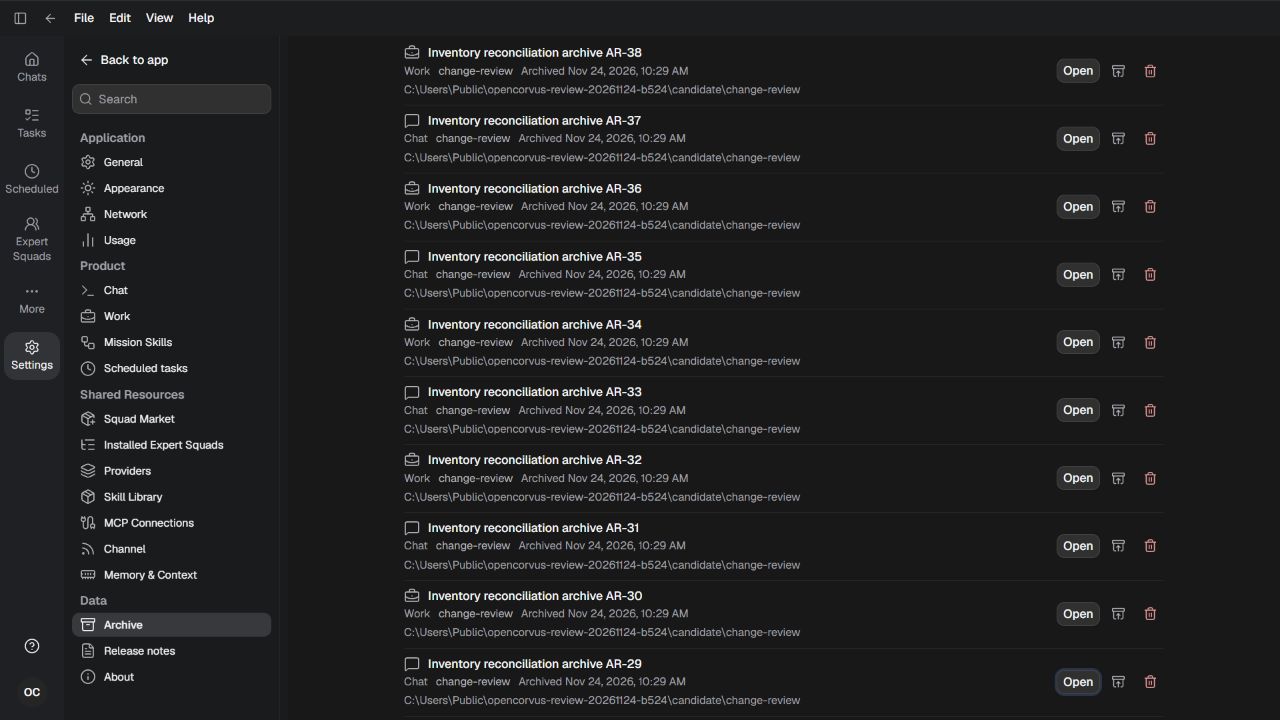 File Edit View Help
Chats
Tasks
Scheduled
Expert
Squads
More
Settings
OC
Back to app
Search
Application
General
Appearance
Network
Usage
Product
Chat
Work
Mission Skills
Scheduled tasks
Shared Resources
Squad Market
Installed Expert Squads
Providers
Skill Library
MCP Connections
Channel
Memory & Context
Data
Archive
Release notes
About
Inventory reconciliation archive AR-38
Work change-review Archived Nov 24, 2026, 10:29 AM
C:\Users\Public\opencorvus-review-20261124-b524\candidate\change-review
Open
Inventory reconciliation archive AR-37
Chat change-review Archived Nov 24, 2026, 10:29 AM
C:\Users\Public\opencorvus-review-20261124-b524\candidate\change-review
Open
Inventory reconciliation archive AR-36
Work change-review Archived Nov 24, 2026, 10:29 AM
C:\Users\Public\opencorvus-review-20261124-b524\candidate\change-review
Open
Inventory reconciliation archive AR-35
Chat change-review Archived Nov 24, 2026, 10:29 AM
C:\Users\Public\opencorvus-review-20261124-b524\candidate\change-review
Open
Inventory reconciliation archive AR-34
Work change-review Archived Nov 24, 2026, 10:29 AM
C:\Users\Public\opencorvus-review-20261124-b524\candidate\change-review
Open
Inventory reconciliation archive AR-33
Chat change-review Archived Nov 24, 2026, 10:29 AM
C:\Users\Public\opencorvus-review-20261124-b524\candidate\change-review
Open
Inventory reconciliation archive AR-32
Work change-review Archived Nov 24, 2026, 10:29 AM
C:\Users\Public\opencorvus-review-20261124-b524\candidate\change-review
Open
Inventory reconciliation archive AR-31
Chat change-review Archived Nov 24, 2026, 10:29 AM
C:\Users\Public\opencorvus-review-20261124-b524\candidate\change-review
Open
Inventory reconciliation archive AR-30
Work change-review Archived Nov 24, 2026, 10:29 AM
C:\Users\Public\opencorvus-review-20261124-b524\candidate\change-review
Open
Inventory reconciliation archive AR-29
Chat change-review Archived Nov 24, 2026, 10:29 AM
C:\Users\Public\opencorvus-review-20261124-b524\candidate\change-review
Open